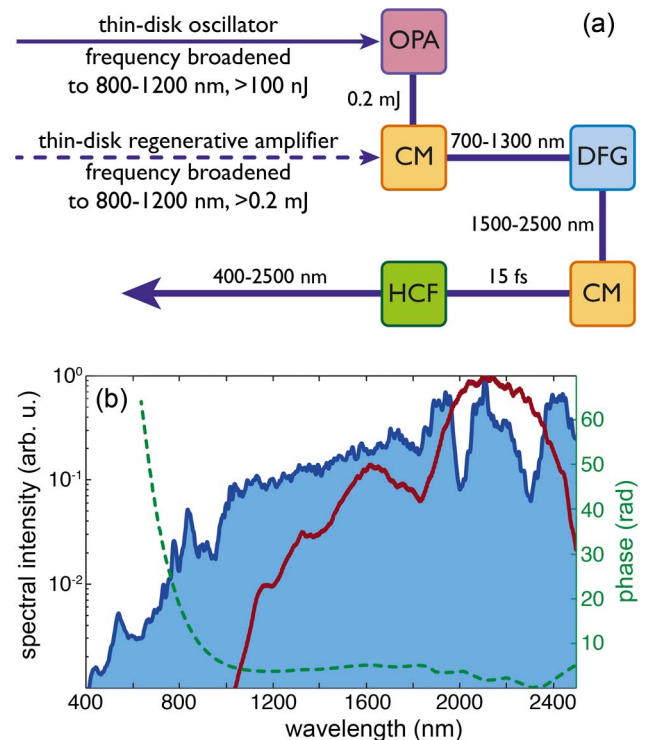 (a)
thin-disk oscillator
OPA
frequency broadened
to 800-1200 nm, >100 nJ
0.2 mJ
thin-disk regenerative amplifier
CM
700-1300 nm
DFG
frequency broadened
to 800-1200 nm, >0.2 mJ
1500-2500 nm
400-2500 nm
HCF
15 fs
CM
(b)
10⁰
10⁻¹
10⁻²
spectral intensity (arb. u.)
60
50
40
30
20
10
phase (rad)
400 800 1200 1600 2000 2400
wavelength (nm)